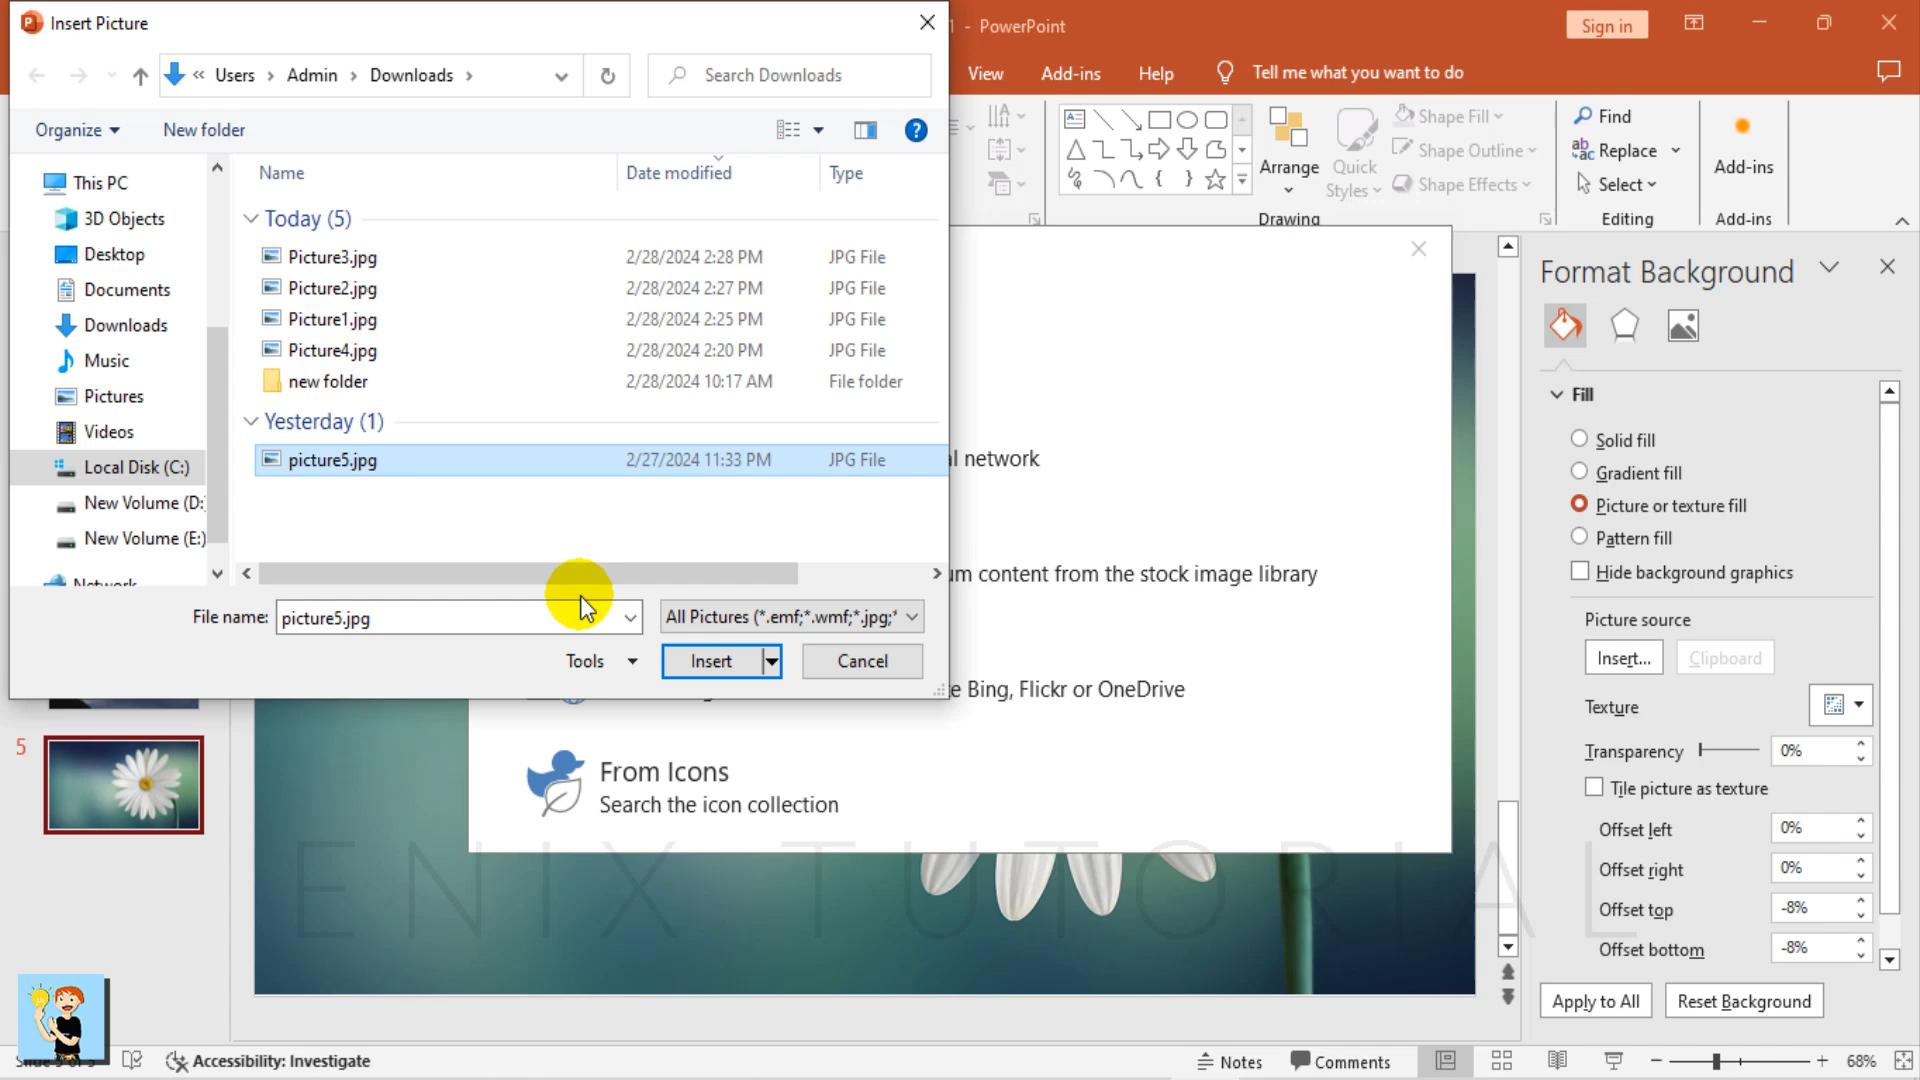 Insert Picture
1 - PowerPoint
Sign in
Users
Admin
Downloads
Search Downloads
View
Add-ins
Help
Tell me what you want to do
Organize
New folder
Name
Date modified
Type
Today (5)
Picture3.jpg 2/28/2024 2:28 PM JPG File
Picture2.jpg 2/28/2024 2:27 PM JPG File
Picture1.jpg 2/28/2024 2:25 PM JPG File
Picture4.jpg 2/28/2024 2:20 PM JPG File
new folder 2/28/2024 10:17 AM File folder
Yesterday (1)
picture5.jpg 2/27/2024 11:33 PM JPG File
This PC
3D Objects
Desktop
Documents
Downloads
Music
Pictures
Videos
Local Disk (C:)
New Volume (D:
New Volume (E:)
Network
File name: picture5.jpg
All Pictures (*.emf;*.wmf;*.jpg;*
Tools
Insert
Cancel
Arrange
Quick
Styles
Shape Fill
Shape Outline
Shape Effects
Drawing
Find
Replace
Select
Editing
Add-ins
Add-ins
l network
um content from the stock image library
e Bing, Flickr or OneDrive
From Icons
Search the icon collection
Format Background
Fill
Solid fill
Gradient fill
Picture or texture fill
Pattern fill
Hide background graphics
Picture source
Insert...
Clipboard
Texture
Transparency 0%
Tile picture as texture
Offset left 0%
Offset right 0%
Offset top -8%
Offset bottom -8%
Apply to All
Reset Background
5
ENIX TUTORIAL
Accessibility: Investigate
Notes
Comments
68%